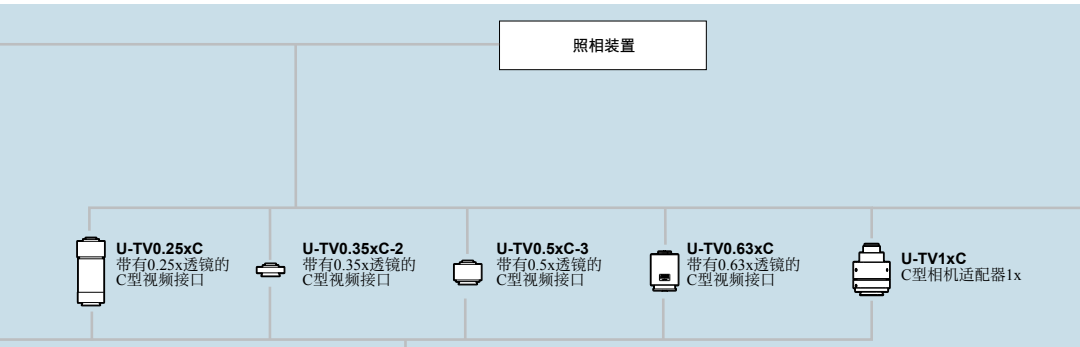 照相装置
U-TV0.25xC
带有0.25x透镜的
C型视频接口
U-TV0.35xC-2
带有0.35x透镜的
C型视频接口
U-TV0.5xC-3
带有0.5x透镜的
C型视频接口
U-TV0.63xC
带有0.63x透镜的
C型视频接口
U-TV1xC
C型相机适配器1x